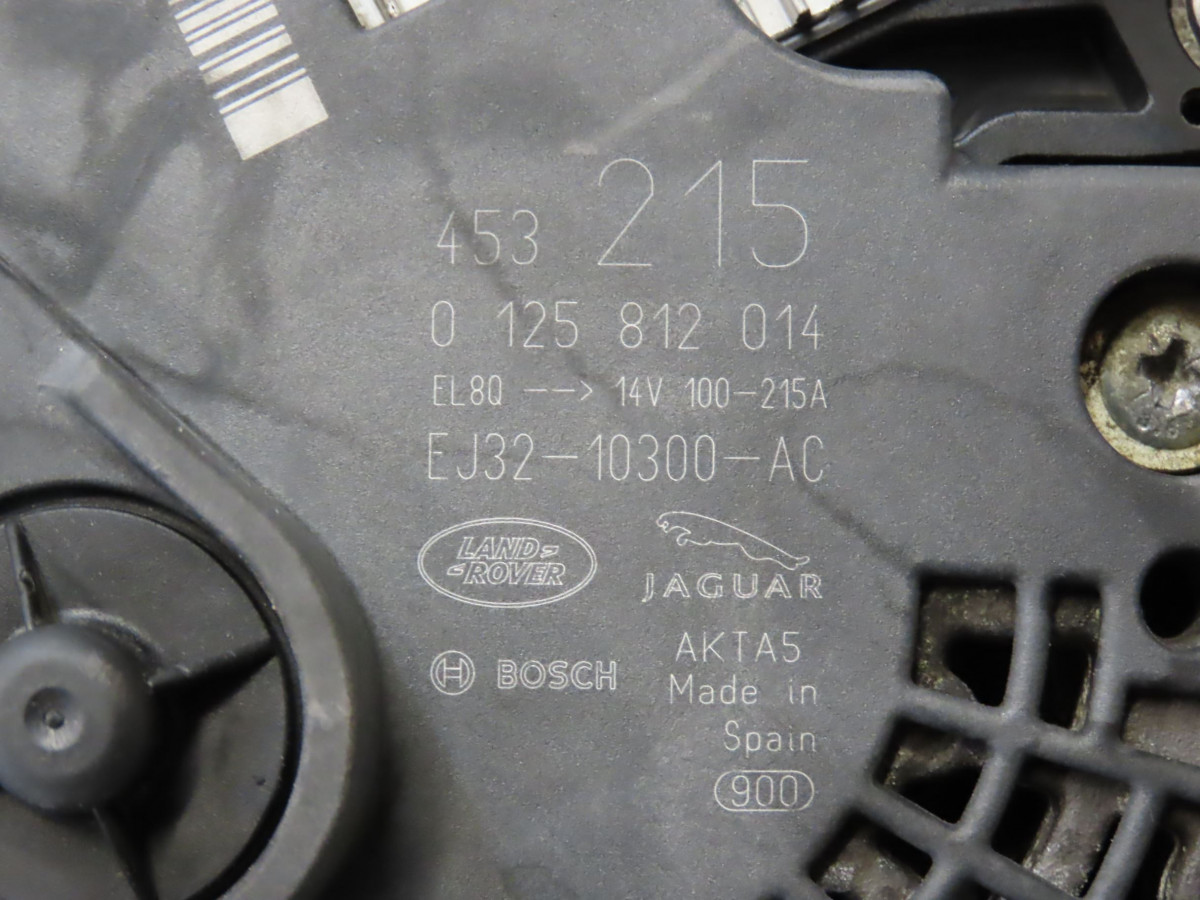 453 215
0 125 812 014
EL8Q --> 14V 100-215A
EJ32-10300-AC
LAND
ROVER
JAGUAR
H BOSCH
AKTA5
Made in
Spain
900